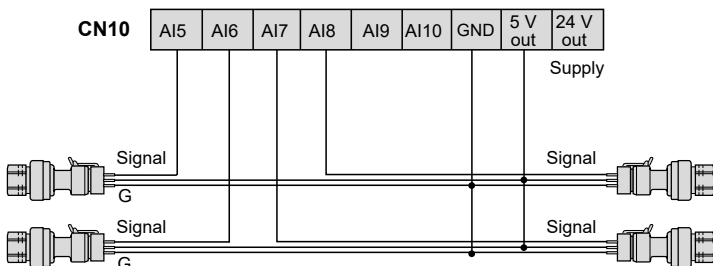 CN10 AI5 AI6 AI7 AI8 AI9 AI10 GND 5 V out 24 V out
Supply
Signal Signal
G
Signal Signal
G